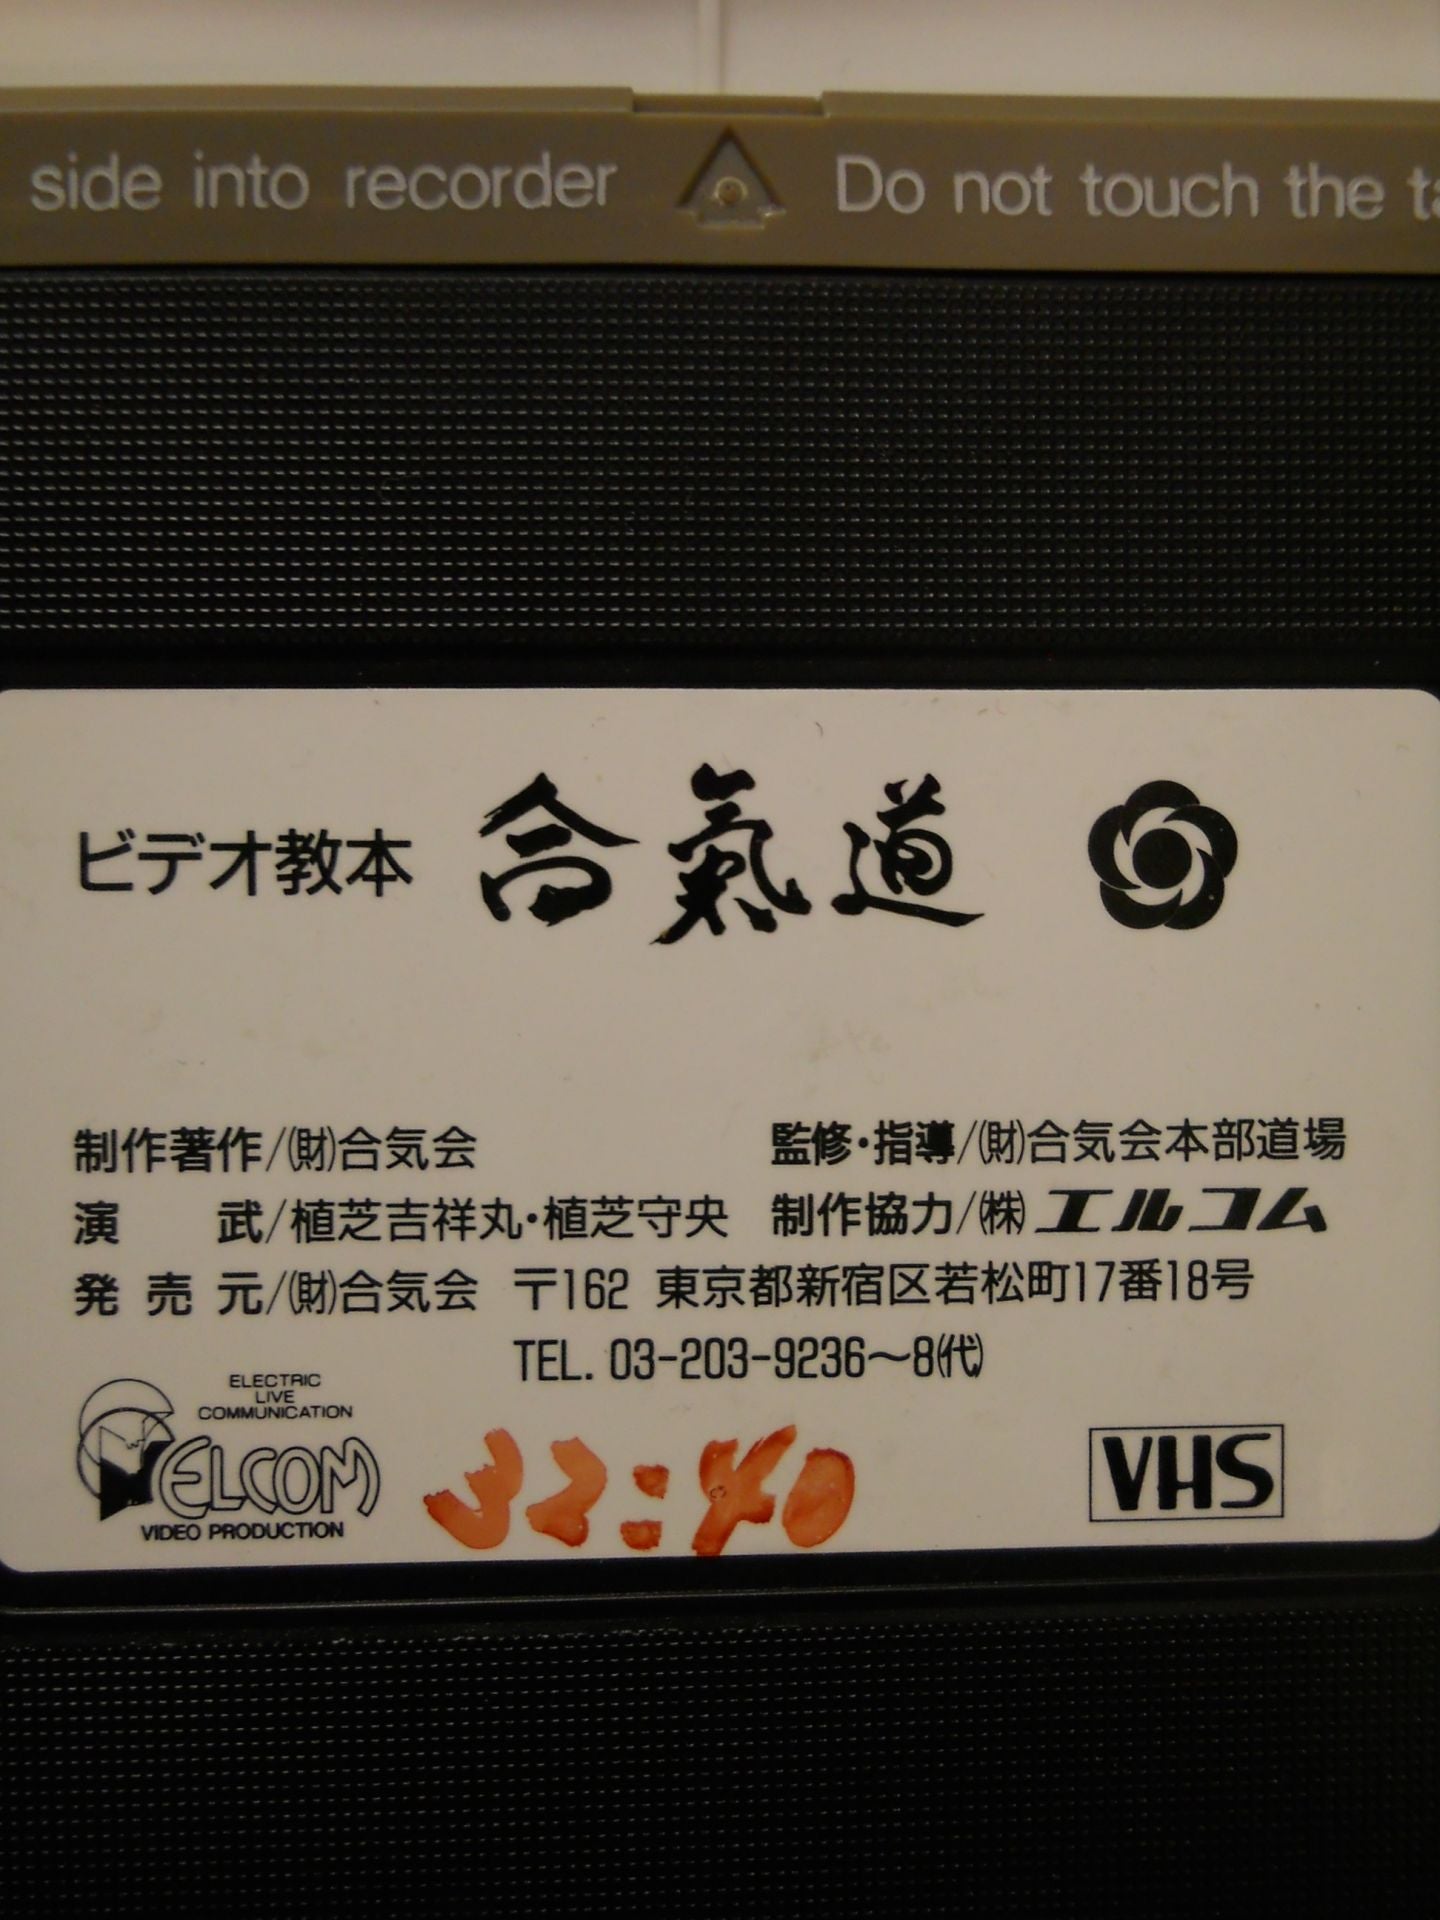 side into recorder Do not touch the ta
ビデオ教本 合氣道
制作著作/㈶合気会 監修・指導/㈶合気会本部道場
演 武/植芝吉祥丸・植芝守央 制作協力/㈱エルコム
発売元/㈶合気会 〒162 東京都新宿区若松町17番18号
TEL. 03-203-9236～8㈹
ELECTRIC
LIVE
COMMUNICATION
ELCOM
VIDEO PRODUCTION
32:40
VHS